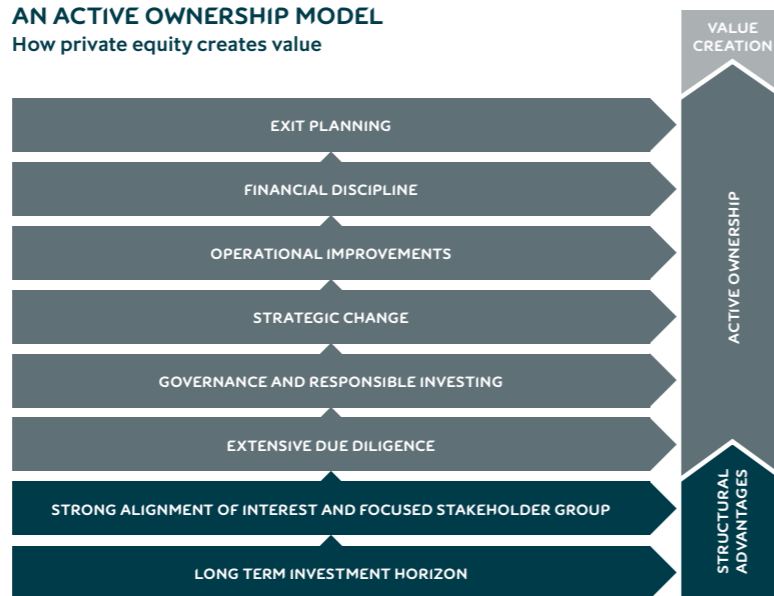 AN ACTIVE OWNERSHIP MODEL
How private equity creates value
VALUE
CREATION
EXIT PLANNING
FINANCIAL DISCIPLINE
OPERATIONAL IMPROVEMENTS
STRATEGIC CHANGE
GOVERNANCE AND RESPONSIBLE INVESTING
EXTENSIVE DUE DILIGENCE
STRONG ALIGNMENT OF INTEREST AND FOCUSED STAKEHOLDER GROUP
LONG TERM INVESTMENT HORIZON
ACTIVE OWNERSHIP
STRUCTURAL
ADVANTAGES